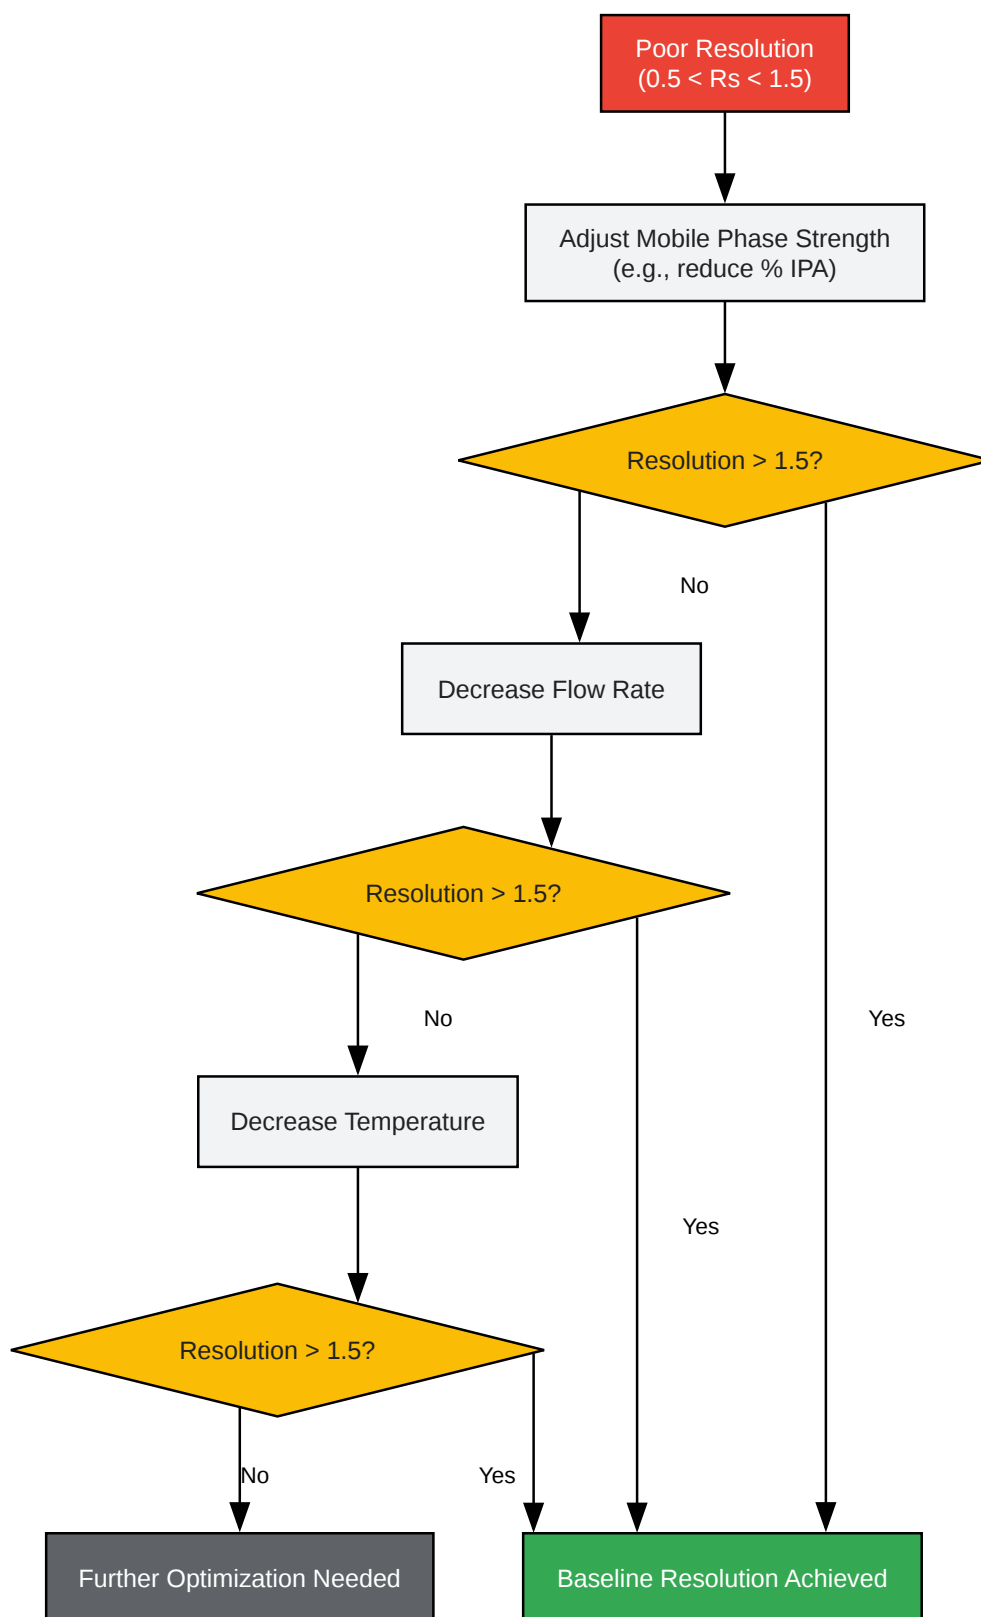 Poor Resolution
(0.5 < Rs < 1.5)
Adjust Mobile Phase Strength
(e.g., reduce % IPA)
Resolution > 1.5?
No
Decrease Flow Rate
Resolution > 1.5?
No
Yes
Decrease Temperature
Yes
Resolution > 1.5?
No
Yes
Further Optimization Needed
Baseline Resolution Achieved